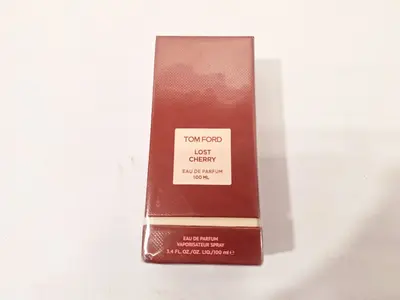 TOM FORD
LOST
CHERRY
EAU DE PARFUM
100 ML
EAU DE PARFUM
VAPORISATEUR SPRAY
3.4 FL.OZ./OZ. LIQ/100 ml ℮